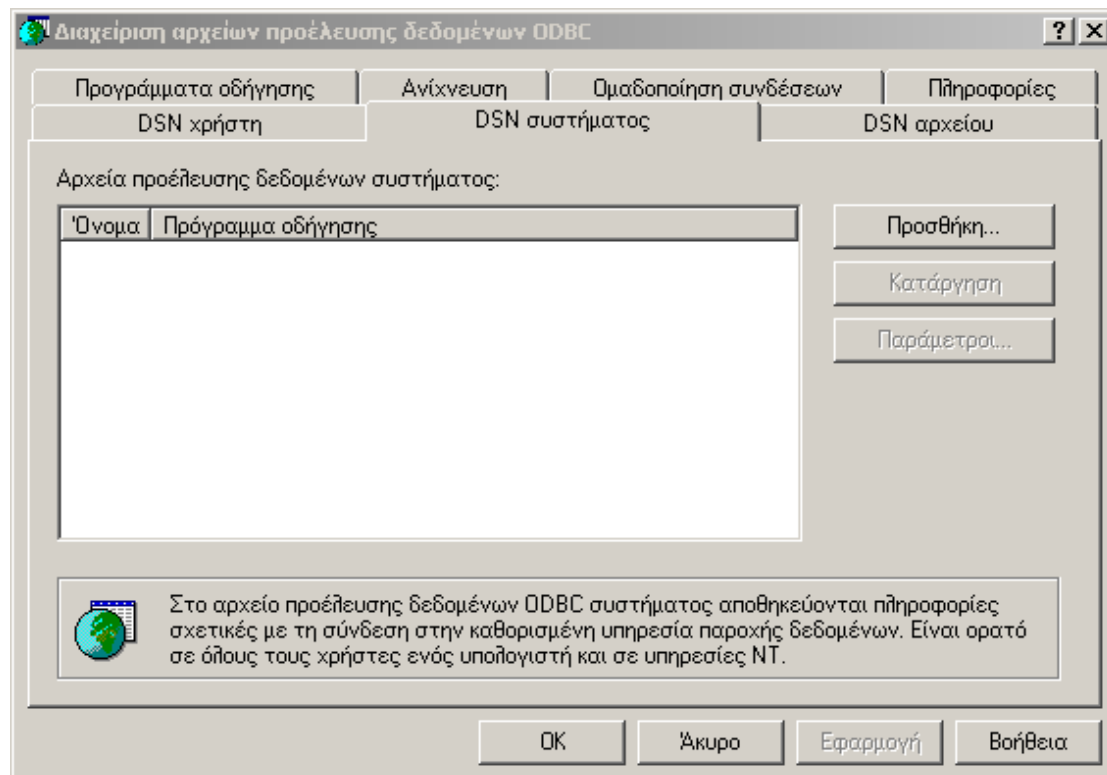 Διαχείριση αρχείων προέλευσης δεδομένων ODBC
Προγράμματα οδήγησης
Ανίχνευση
Ομαδοποίηση συνδέσεων
Πληροφορίες
DSN χρήστη
DSN συστήματος
DSN αρχείου
Αρχεία προέλευσης δεδομένων συστήματος:
Όνομα
Πρόγραμμα οδήγησης
Προσθήκη...
Κατάργηση
Παράμετροι...
Στο αρχείο προέλευσης δεδομένων ODBC συστήματος αποθηκεύονται πληροφορίες
σχετικές με τη σύνδεση στην καθορισμένη υπηρεσία παροχής δεδομένων. Είναι ορατό
σε όλους τους χρήστες ενός υπολογιστή και σε υπηρεσίες NT.
OK
Άκυρο
Εφαρμογή
Βοήθεια